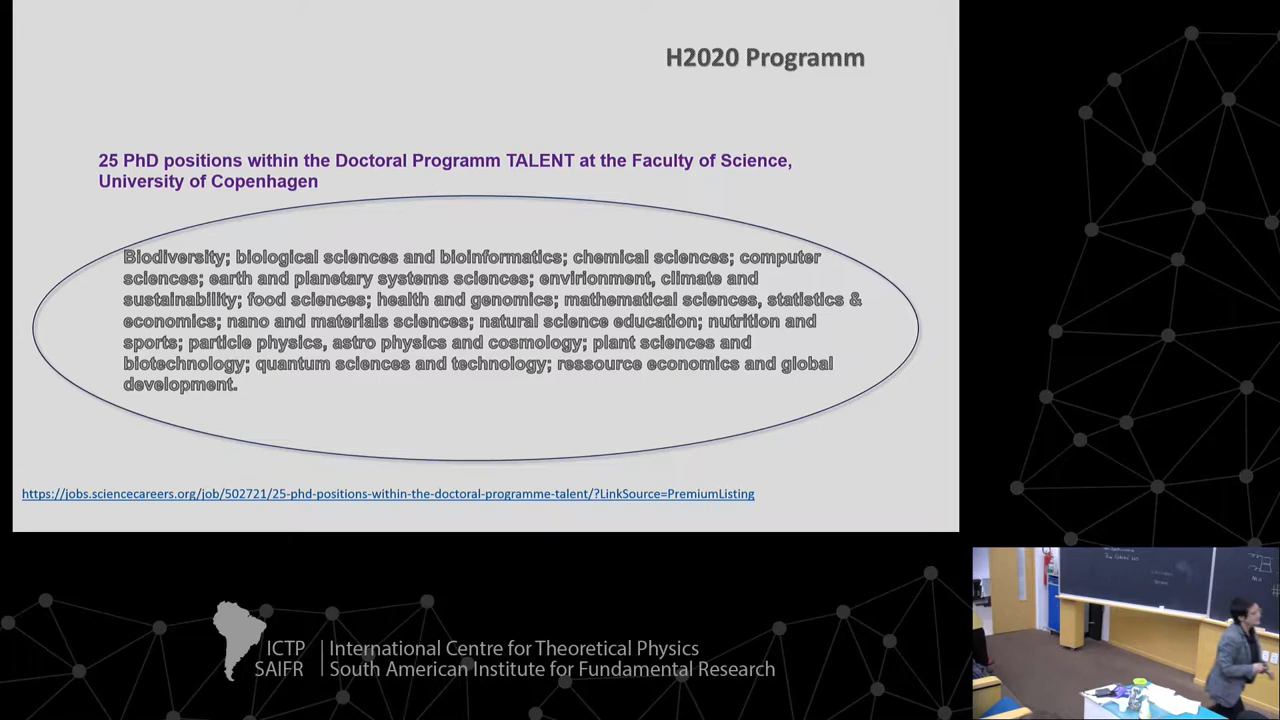 H2020 Programm
25 PhD positions within the Doctoral Programm TALENT at the Faculty of Science,
University of Copenhagen
Biodiversity; biological sciences and bioinformatics; chemical sciences; computer
sciences; earth and planetary systems sciences; envirionment, climate and
sustainability; food sciences; health and genomics; mathematical sciences, statistics &
economics; nano and materials sciences; natural science education; nutrition and
sports; particle physics, astro physics and cosmology; plant sciences and
biotechnology; quantum sciences and technology; ressource economics and global
development.
https://jobs.sciencecareers.org/job/502721/25-phd-positions-within-the-doctoral-programme-talent/?LinkSource=PremiumListing
ICTP
SAIFR
International Centre for Theoretical Physics
South American Institute for Fundamental Research